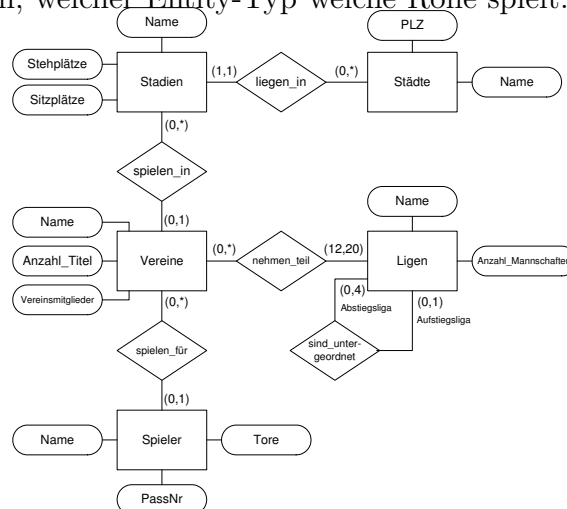 welcher Entity-Typ welche Rolle spielt.
Name
PLZ
Stehplätze
Sitzplätze
Stadien
(1,1)
liegen_in
(0,*)
Städte
Name
(0,*)
spielen_in
(0,1)
Name
Anzahl_Titel
Vereinsmitglieder
Vereine
(0,*)
nehmen_teil
(12,20)
Name
Ligen
Anzahl_Mannschaften
(0,4)
Abstiegsliga
(0,1)
Aufstiegsliga
sind_unter-
geordnet
(0,*)
spielen_für
(0,1)
Name
Spieler
Tore
PassNr